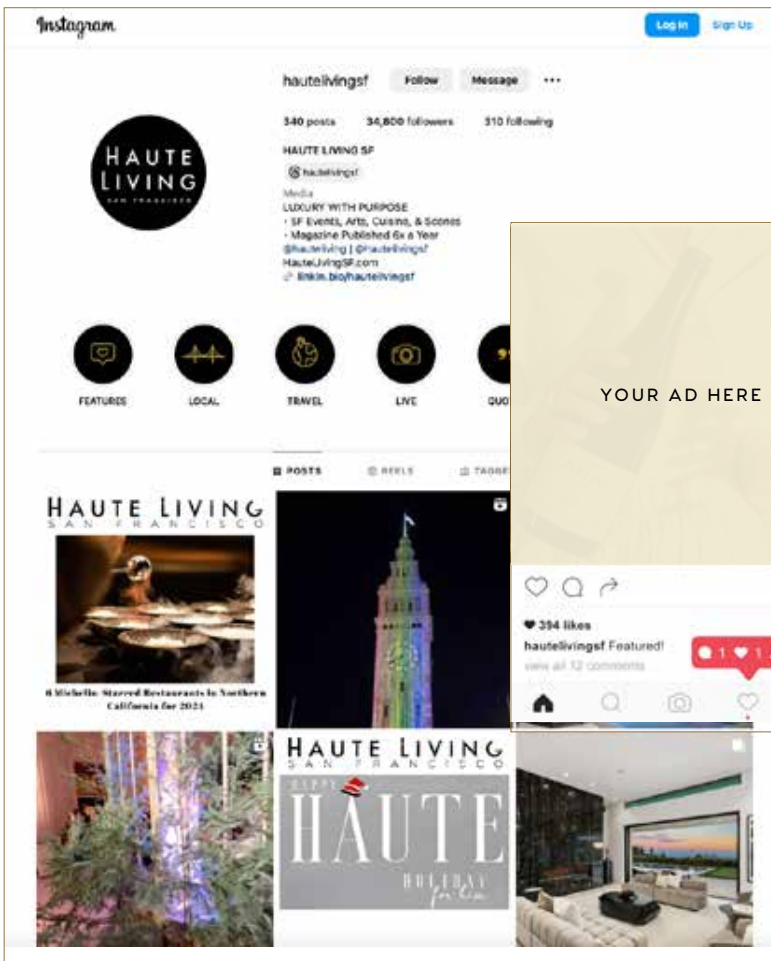 Instagram
Log In
Sign Up
hautelivingsf
Follow
Message
340 posts
34,800 followers
310 following
HAUTE LIVING SF
hautelivingsf
Media
LUXURY WITH PURPOSE
• SF Events, Arts, Cuisine, & Scenes
• Magazine Published 6x a Year
@hauteliving | @hautelivingsf
HauteLivingSF.com
linkin.bio/hautelivingsf
HAUTE
LIVING
SAN FRANCISCO
FEATURES
LOCAL
TRAVEL
LIVE
QUO
YOUR AD HERE
POSTS
REELS
TAGGE
HAUTE LIVING
SAN FRANCISCO
6 Michelin-Starred Restaurants in Northern
California for 2024
394 likes
hautelivingsf Featured!
view all 12 comments
1
1
HAUTE LIVING
SAN FRANCISCO
HAPPY
HAUTE
HOLIDAY